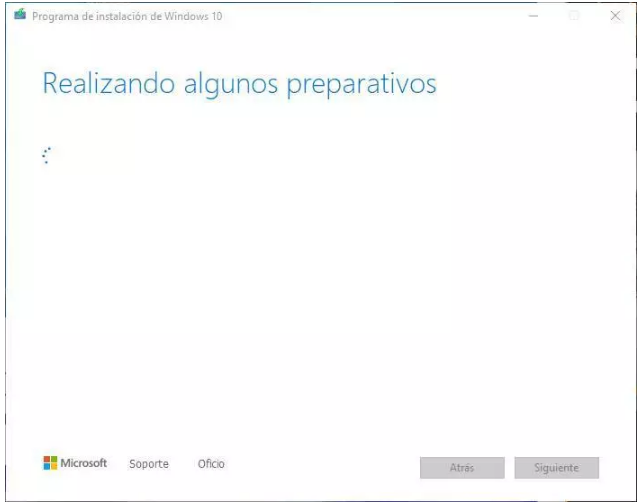 Programa de instalación de Windows 10
Realizando algunos preparativos
Microsoft Soporte Oficio
Atrás Siguiente